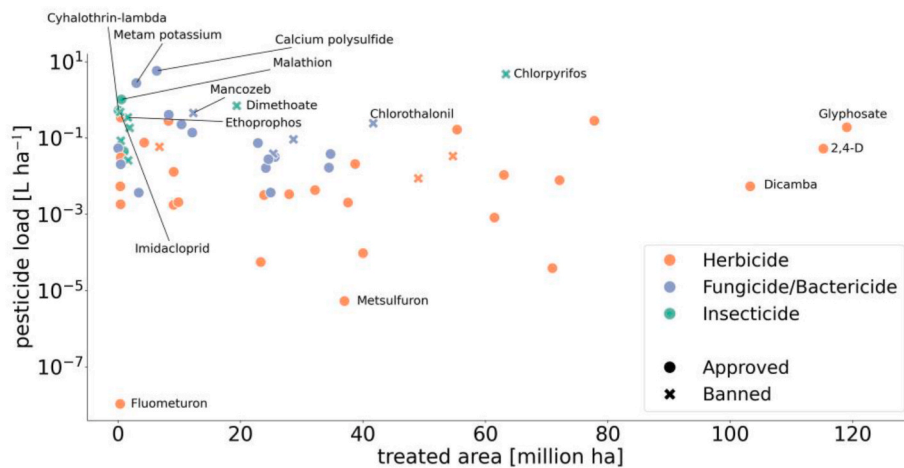 Cyhalothrin-lambda
Metam potassium
Calcium polysulfide
Malathion
Mancozeb
Dimethoate
Ethoprophos
Chlorothalonil
Chlorpyrifos
Glyphosate
2,4-D
Dicamba
Imidacloprid
Metsulfuron
Fluometuron
pesticide load [L ha⁻¹]
10¹
10⁻¹
10⁻³
10⁻⁵
10⁻⁷
Herbicide
Fungicide/Bactericide
Insecticide
Approved
Banned
0 20 40 60 80 100 120
treated area [million ha]